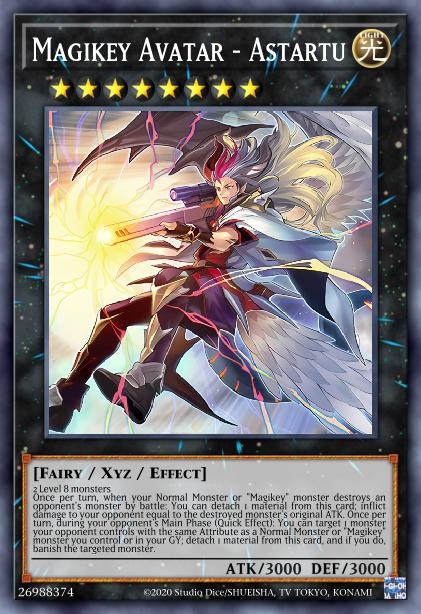 MAGIKEY AVATAR - ASTARTU
LIGHT
光
[FAIRY / XYZ / EFFECT]
2 Level 8 monsters
Once per turn, when your Normal Monster or "Magikey" monster destroys an
opponent's monster by battle: You can detach 1 material from this card; inflict
damage to your opponent equal to the destroyed monster's original ATK. Once per
turn, during your opponent's Main Phase (Quick Effect): You can target 1 monster
your opponent controls with the same Attribute as a Normal Monster or "Magikey"
monster you control or in your GY; detach 1 material from this card, and if you do,
banish the targeted monster.
ATK/3000 DEF/3000
26988374
©2020 Studio Dice/SHUEISHA, TV TOKYO, KONAMI